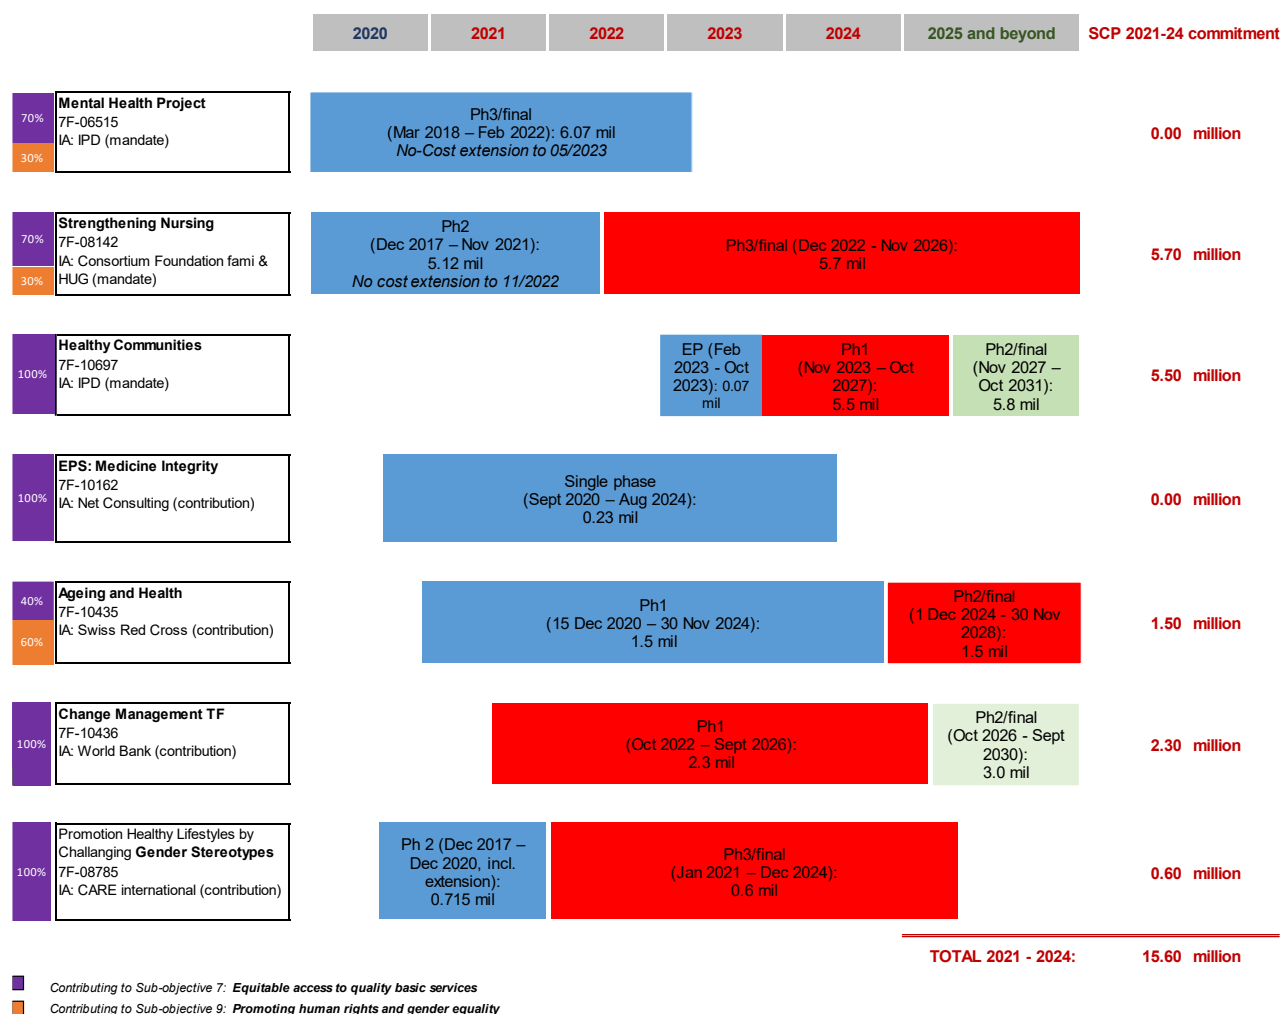 2020 2021 2022 2023 2024 2025 and beyond SCP 2021-24 commitment
70%
30%
Mental Health Project
7F-06515
IA: IPD (mandate)
Ph3/final
(Mar 2018 – Feb 2022): 6.07 mil
No-Cost extension to 05/2023
0.00 million
70%
30%
Strengthening Nursing
7F-08142
IA: Consortium Foundation fami &
HUG (mandate)
Ph2
(Dec 2017 – Nov 2021):
5.12 mil
No cost extension to 11/2022
Ph3/final (Dec 2022 - Nov 2026):
5.7 mil
5.70 million
100%
Healthy Communities
7F-10697
IA: IPD (mandate)
EP (Feb
2023 - Oct
2023): 0.07
mil
Ph1
(Nov 2023 – Oct
2027):
5.5 mil
Ph2/final
(Nov 2027 –
Oct 2031):
5.8 mil
5.50 million
100%
EPS: Medicine Integrity
7F-10162
IA: Net Consulting (contribution)
Single phase
(Sept 2020 – Aug 2024):
0.23 mil
0.00 million
40%
60%
Ageing and Health
7F-10435
IA: Swiss Red Cross (contribution)
Ph1
(15 Dec 2020 – 30 Nov 2024):
1.5 mil
Ph2/final
(1 Dec 2024 - 30 Nov
2028):
1.5 mil
1.50 million
100%
Change Management TF
7F-10436
IA: World Bank (contribution)
Ph1
(Oct 2022 – Sept 2026):
2.3 mil
Ph2/final
(Oct 2026 - Sept
2030):
3.0 mil
2.30 million
100%
Promotion Healthy Lifestyles by
Challanging Gender Stereotypes
7F-08785
IA: CARE international (contribution)
Ph 2 (Dec 2017 –
Dec 2020, incl.
extension):
0.715 mil
Ph3/final
(Jan 2021 – Dec 2024):
0.6 mil
0.60 million
TOTAL 2021 - 2024: 15.60 million
Contributing to Sub-objective 7: Equitable access to quality basic services
Contributing to Sub-objective 9: Promoting human rights and gender equality